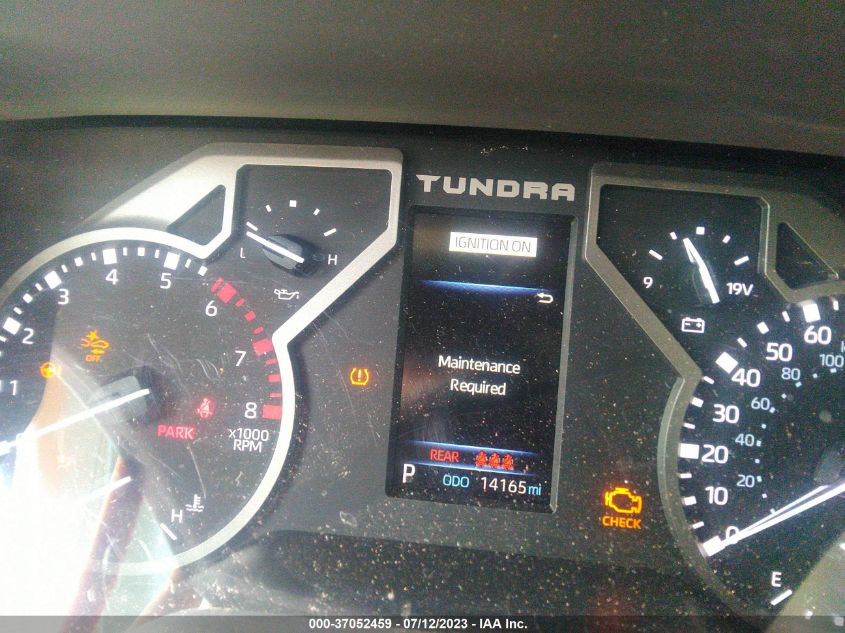 TUNDRA
IGNITION ON
L
H
9
19V
1
2
3
4
5
6
7
8
x1000
RPM
OFF
PARK
H
Maintenance
Required
REAR
P
ODO 14165 mi
CHECK
0
10
20
30
40
50
60
20
40
60
80
100
E
000-37052459 - 07/12/2023 - IAA Inc.